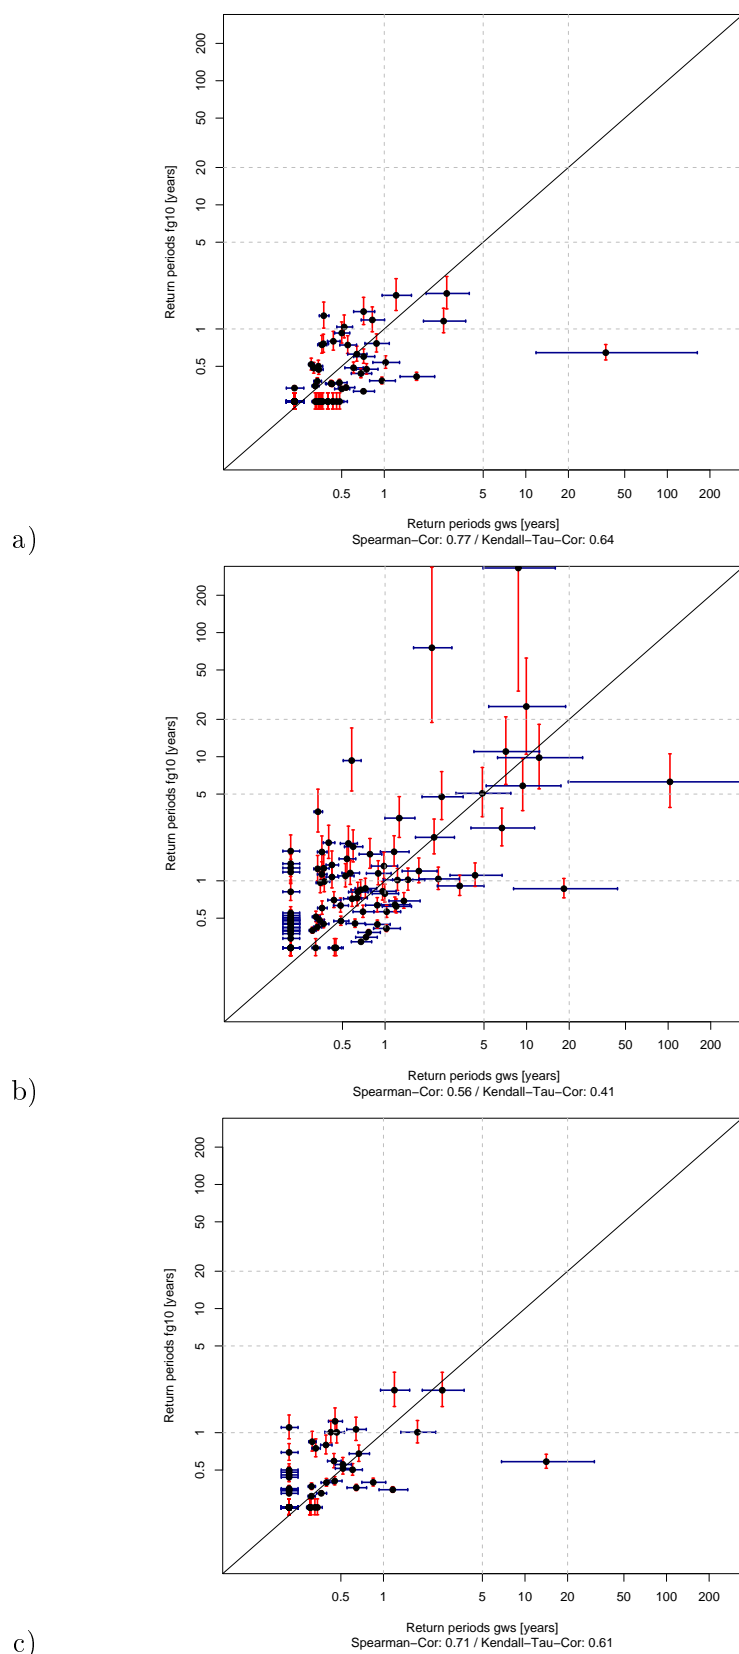 200
100
50
20
10
5
1
0.5
Return periods fg10 [years]
0.5 1 5 10 20 50 100 200
Return periods gws [years]
Spearman−Cor: 0.77 / Kendall−Tau−Cor: 0.64
a)
200
100
50
20
10
5
1
0.5
Return periods fg10 [years]
0.5 1 5 10 20 50 100 200
Return periods gws [years]
Spearman−Cor: 0.56 / Kendall−Tau−Cor: 0.41
b)
200
100
50
20
10
5
1
0.5
Return periods fg10 [years]
0.5 1 5 10 20 50 100 200
Return periods gws [years]
Spearman−Cor: 0.71 / Kendall−Tau−Cor: 0.61
c)